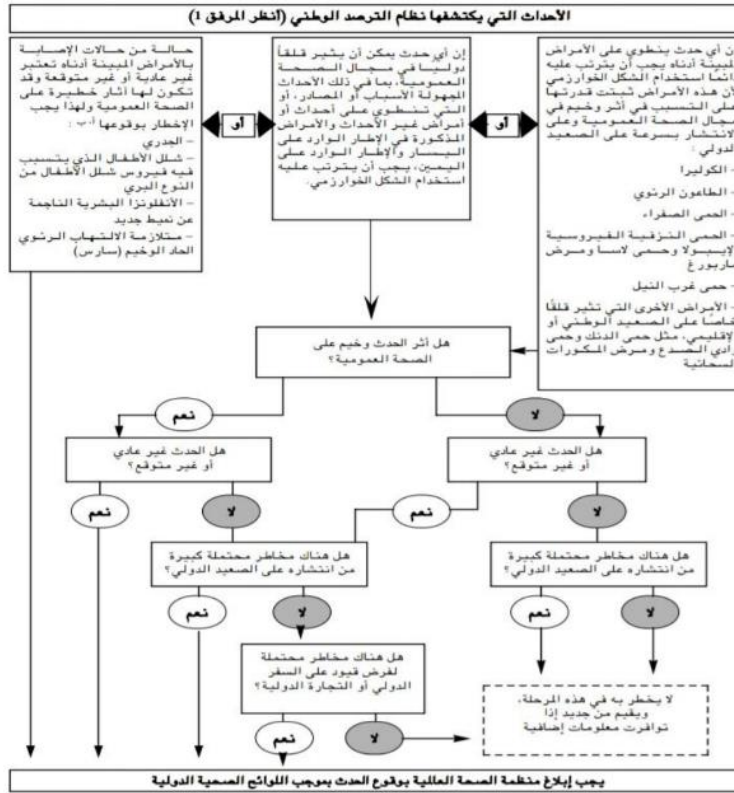 الأحداث التي يكتشفها نظام الترصد الوطني (أنظر المرفق 1)
ن أي حدث ينطوي على الأمراض
لمبينة أدناه يجب أن يترتب عليه
ائما استخدام الشكل الخوارزمي
لأن هذه الأمراض ثبتت قدرتها
على التسبب في أثر وخيم في
مجال الصحة العمومية وعلى
الانتشار بسرعة على الصعيد
الدولي :
- الكوليرا
- الطاعون الرئوي
- الحمى الصفراء
- الحمى النزفية الفيروسية
لإيبولا وحمى لاسا ومرض
ماربورغ
- حمى غرب النيل
- الأمراض الأخرى التي تثير قلقا
خاصا على الصعيد الوطني أو
الإقليمي، مثل حمى الدنك وحمى
وادي الصدع ومرض المكورات
السحائية
أو
إن أي حدث يمكن أن يثير قلقاً
دوليا في مجال الصحة
العمومية، بما في ذلك الأحداث
المجهولة الأسباب أو المصادر، أو
التي تنطوي على أحداث أو
أمراض غير الأحداث والأمراض
المذكورة في الإطار الوارد على
اليسار والإطار الوارد على
اليمين، يجب أن يترتب عليه
استخدام الشكل الخوارزمي.
أو
حالة من حالات الإصابة
بالأمراض المبينة أدناه تعتبر
غير عادية أو غير متوقعة وقد
تكون لها آثار خطيرة على
الصحة العمومية ولهذا يجب
الإخطار بوقوعها أ،ب :
– الجدري
– شلل الأطفال الذي يتسبب
فيه فيروس شلل الأطفال من
النوع البري
– الأنفلونزا البشرية الناجمة
عن نميط جديد
– متلازمة الالتهاب الرئوي
الحاد الوخيم (سارس)
هل أثر الحدث وخيم على
الصحة العمومية؟
لا
نعم
هل الحدث غير عادي
أو غير متوقع؟
هل الحدث غير عادي
أو غير متوقع؟
لا
نعم
لا
نعم
هل هناك مخاطر محتملة كبيرة
من انتشاره على الصعيد الدولي؟
هل هناك مخاطر محتملة كبيرة
من انتشاره على الصعيد الدولي؟
لا
نعم
لا
نعم
هل هناك مخاطر محتملة
لفرض قيود على السفر
الدولي أو التجارة الدولية؟
لا يخطر به في هذه المرحلة،
ويقيم من جديد إذا
توافرت معلومات إضافية
لا
نعم
يجب إبلاغ منظمة الصحة العالمية بوقوع الحدث بموجب اللوائح الصحية الدولية